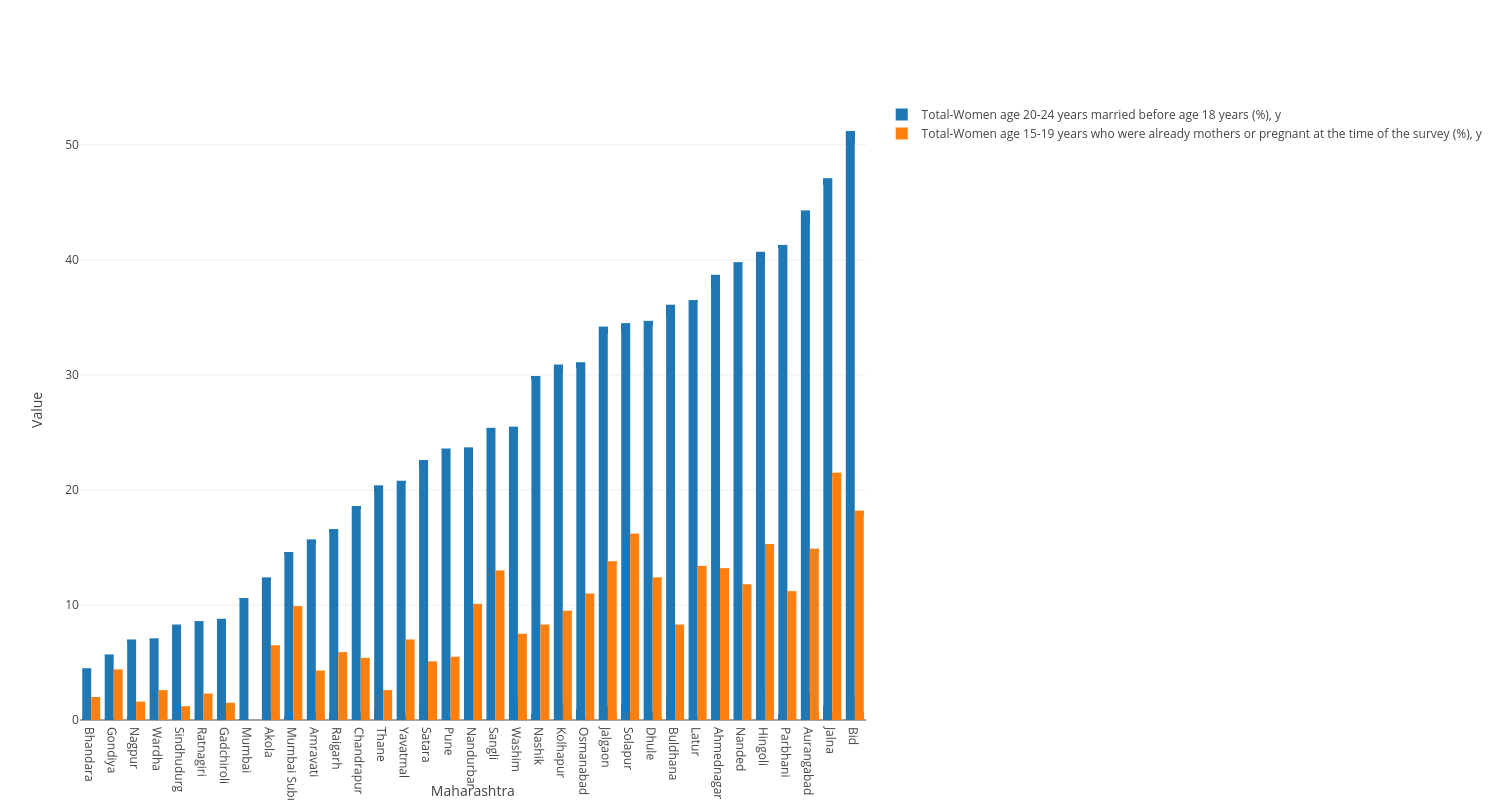 Total-Women age 20-24 years married before age 18 years (%), y
Total-Women age 15-19 years who were already mothers or pregnant at the time of the survey (%), y
50
40
30
20
10
0
Value
Bhandara
Gondiya
Nagpur
Wardha
Sindhudurg
Ratnagiri
Gadchiroli
Mumbai
Akola
Mumbai Subu
Amravati
Raigarh
Chandrapur
Thane
Yavatmal
Satara
Pune
Nandurbar
Sangli
Washim
Nashik
Kolhapur
Osmanabad
Jalgaon
Solapur
Dhule
Buldhana
Latur
Ahmednagar
Nanded
Hingoli
Parbhani
Aurangabad
Jalna
Bid
Maharashtra